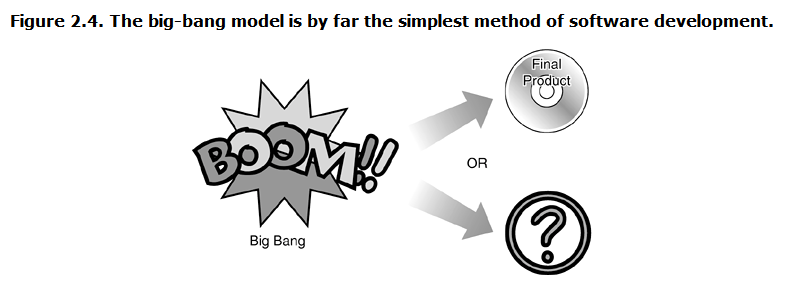 Figure 2.4. The big-bang model is by far the simplest method of software development.
BOOM!!
Big Bang
Final
Product
OR
?